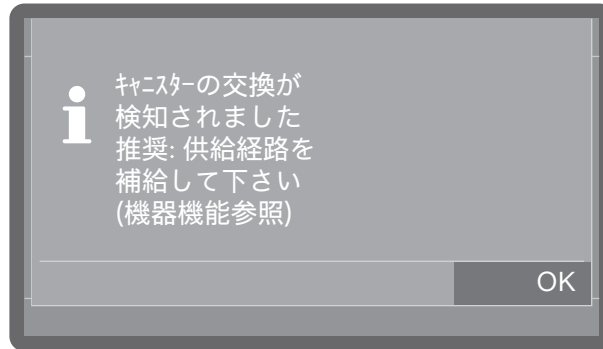 ｷｬﾆｽﾀｰの交換が
検知されました
推奨: 供給経路を
補給して下さい
(機器機能参照)
OK